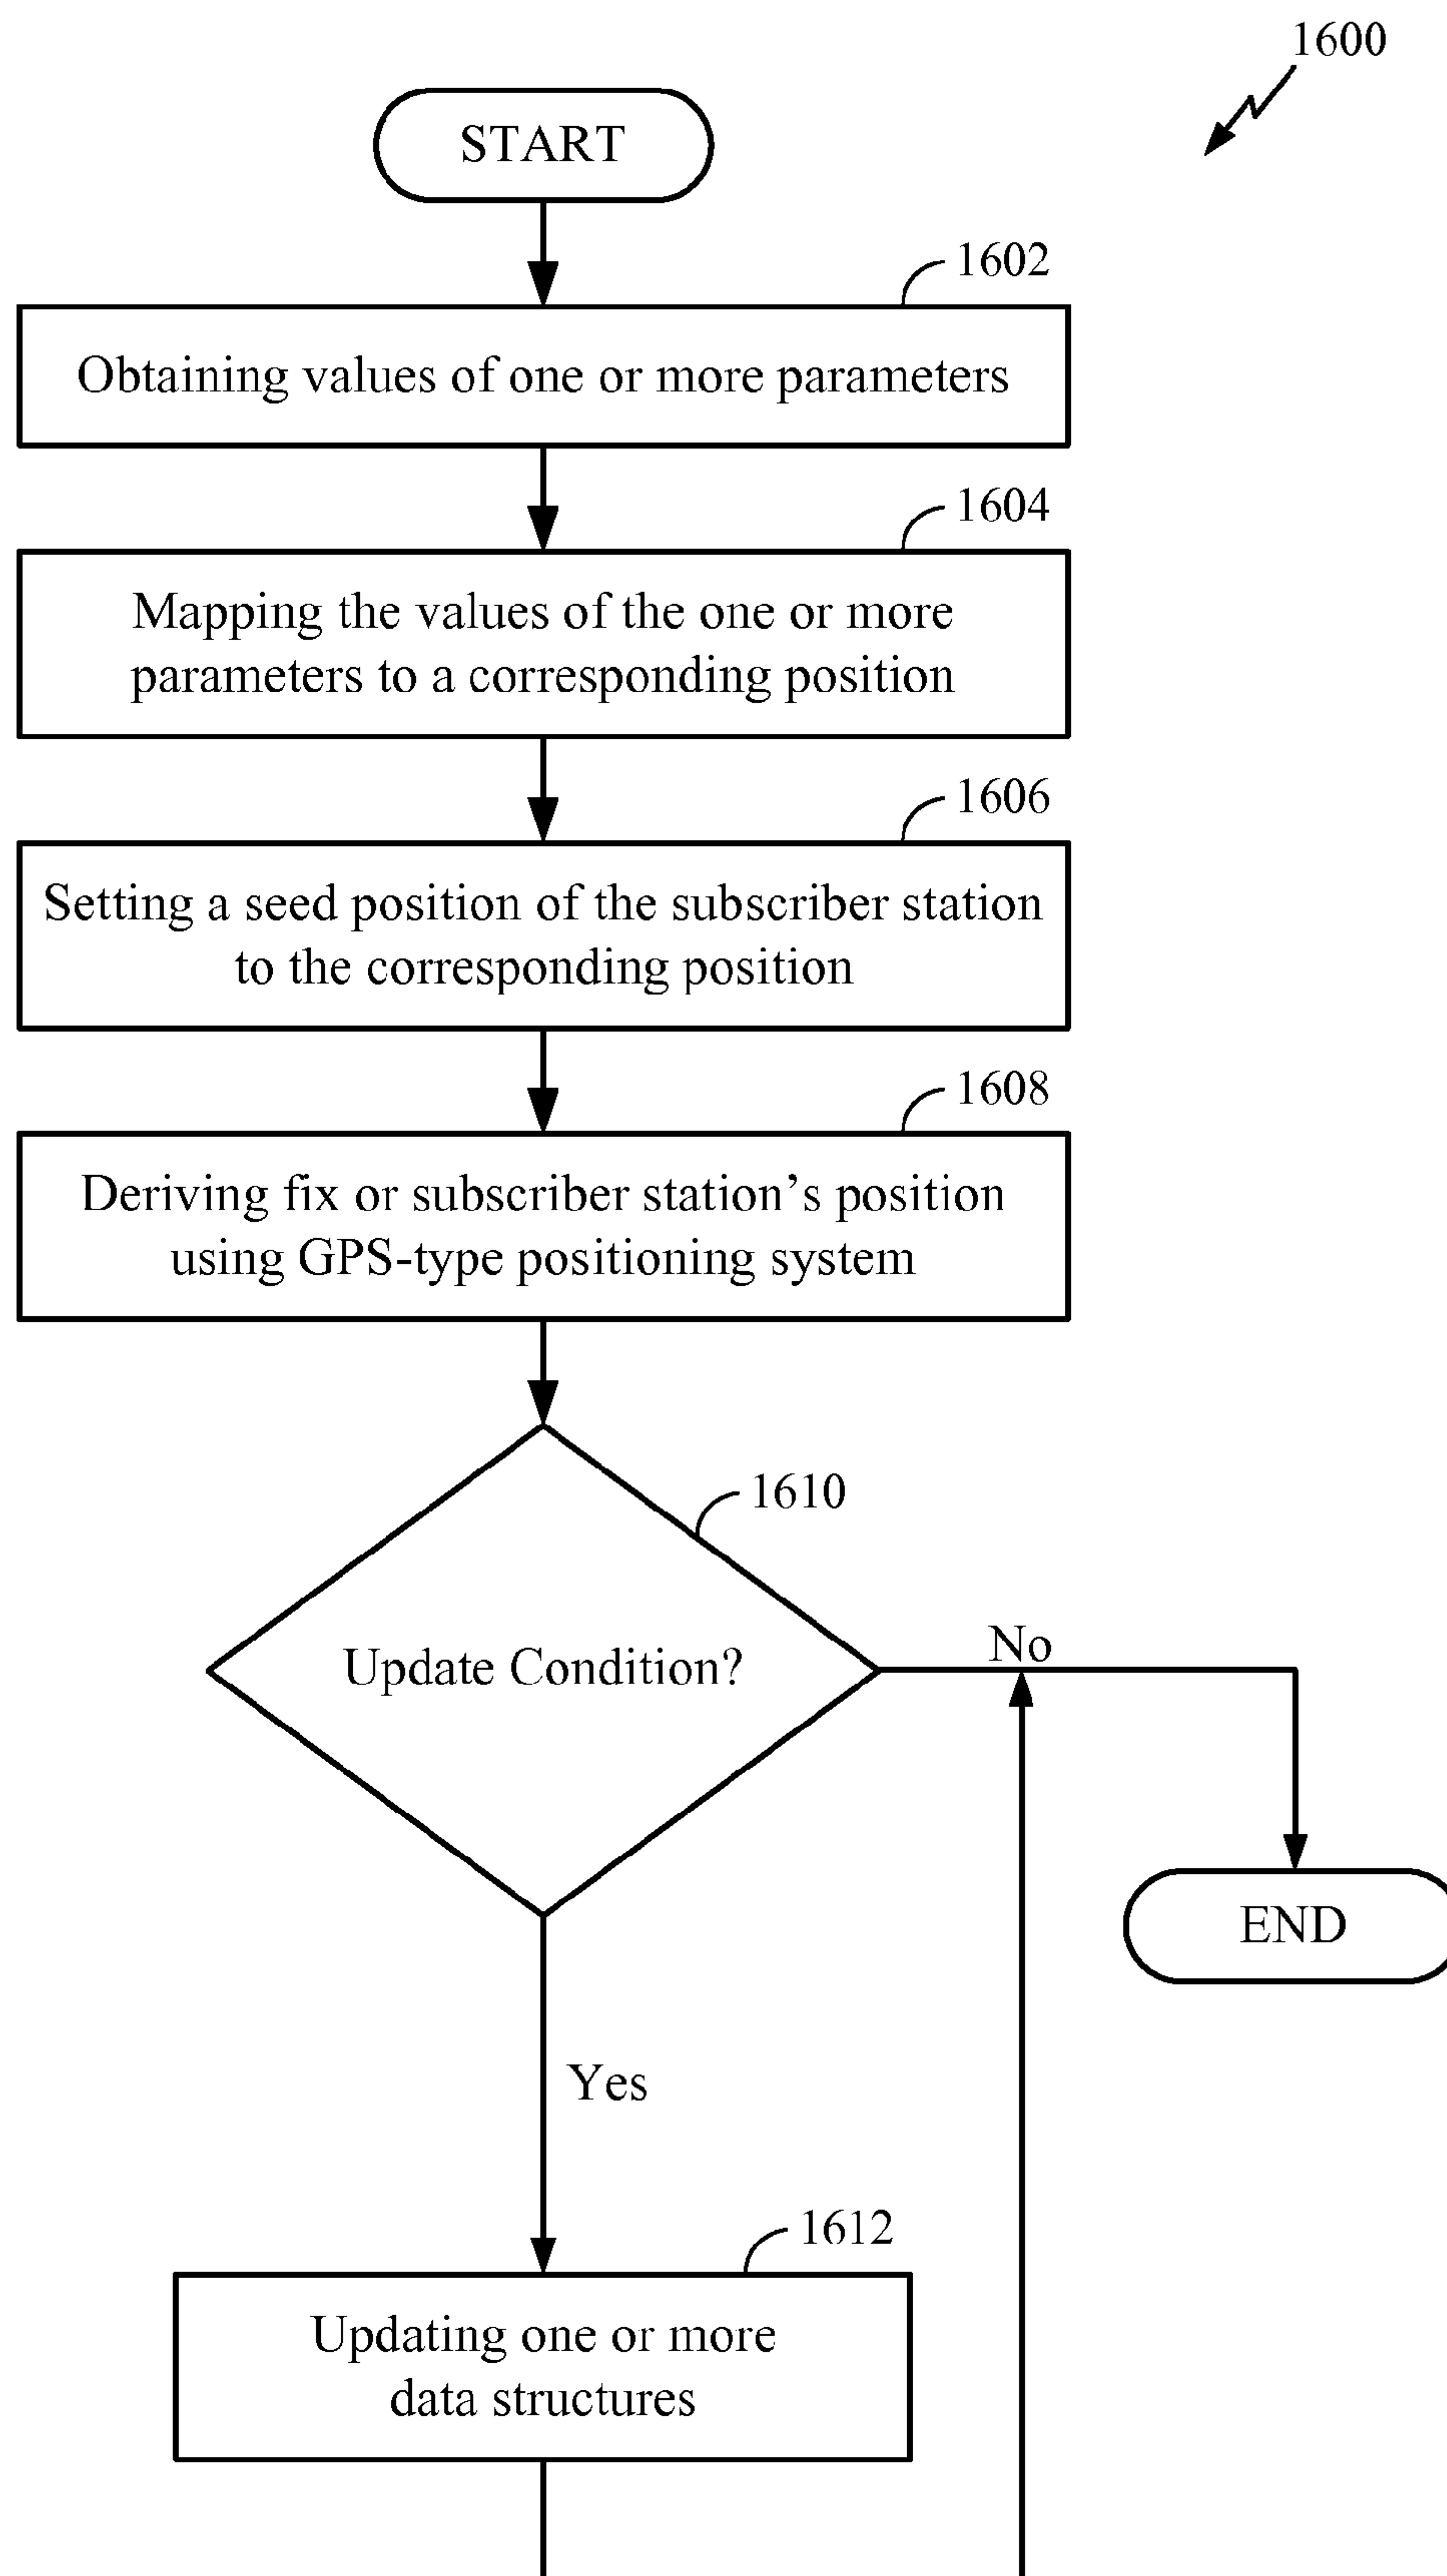 1600
START
1602
Obtaining values of one or more parameters
1604
Mapping the values of the one or more
parameters to a corresponding position
1606
Setting a seed position of the subscriber station
to the corresponding position
1608
Deriving fix or subscriber station’s position
using GPS-type positioning system
1610
Update Condition?
No
END
Yes
1612
Updating one or more
data structures